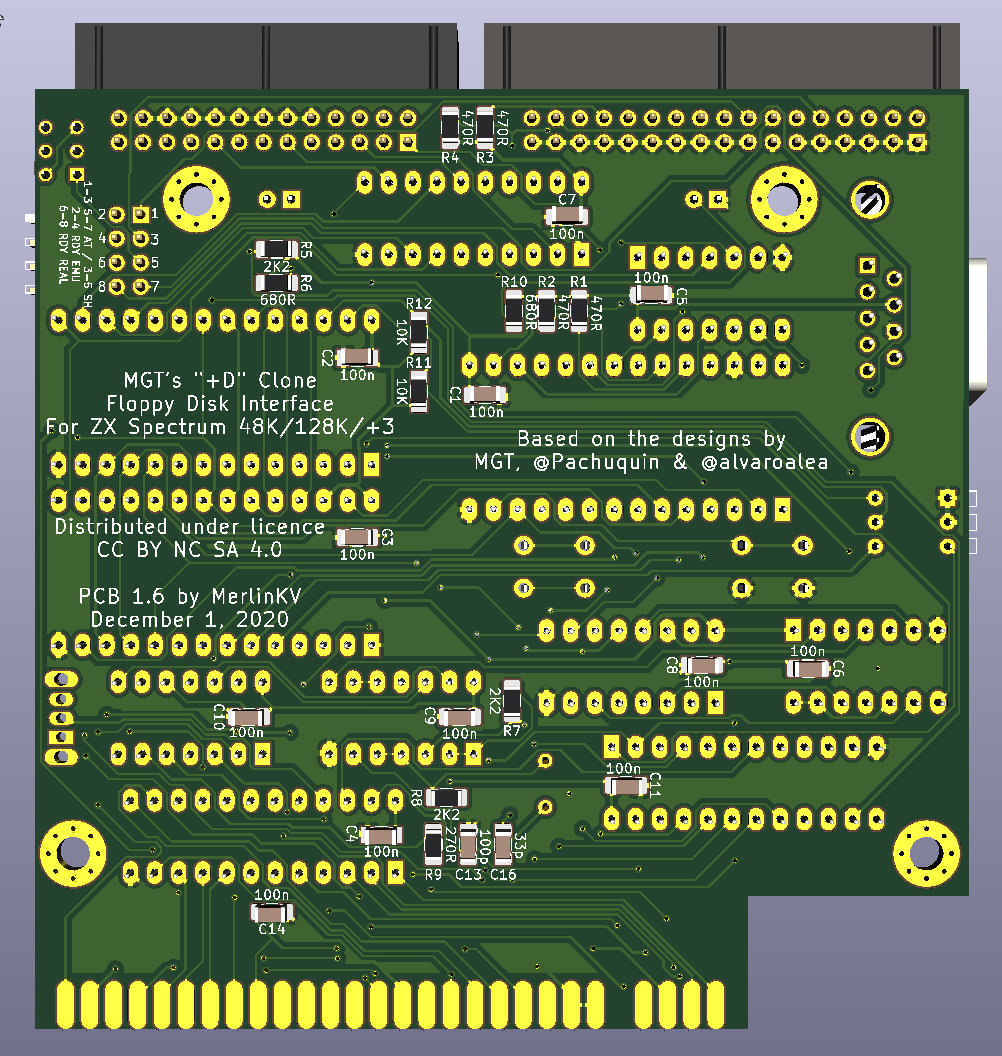 470R
R4
470R
R3
C7
100n
1-3 5-7 AT / 3-5 SH
2-4 RDY EMU
6-8 RDY REAL
2 1
4 3
6 5
8 7
R5
2K2
R6
680R
R12
10K
R11
10K
R10
680R
R2
470R
R1
470R
100n
C5
C2
100n
C1
100n
MGT's "+D" Clone
Floppy Disk Interface
For ZX Spectrum 48K/128K/+3
Based on the designs by
MGT, @Pachuquin & @alvaroalea
Distributed under licence
CC BY NC SA 4.0
C3
100n
PCB 1.6 by MerlinKV
December 1, 2020
C8
100n
100n
C6
C10
100n
C9
100n
2K2
R7
100n
C11
R8
2K2
C4
100n
270R
R9
100p
C13
33p
C16
100n
C14